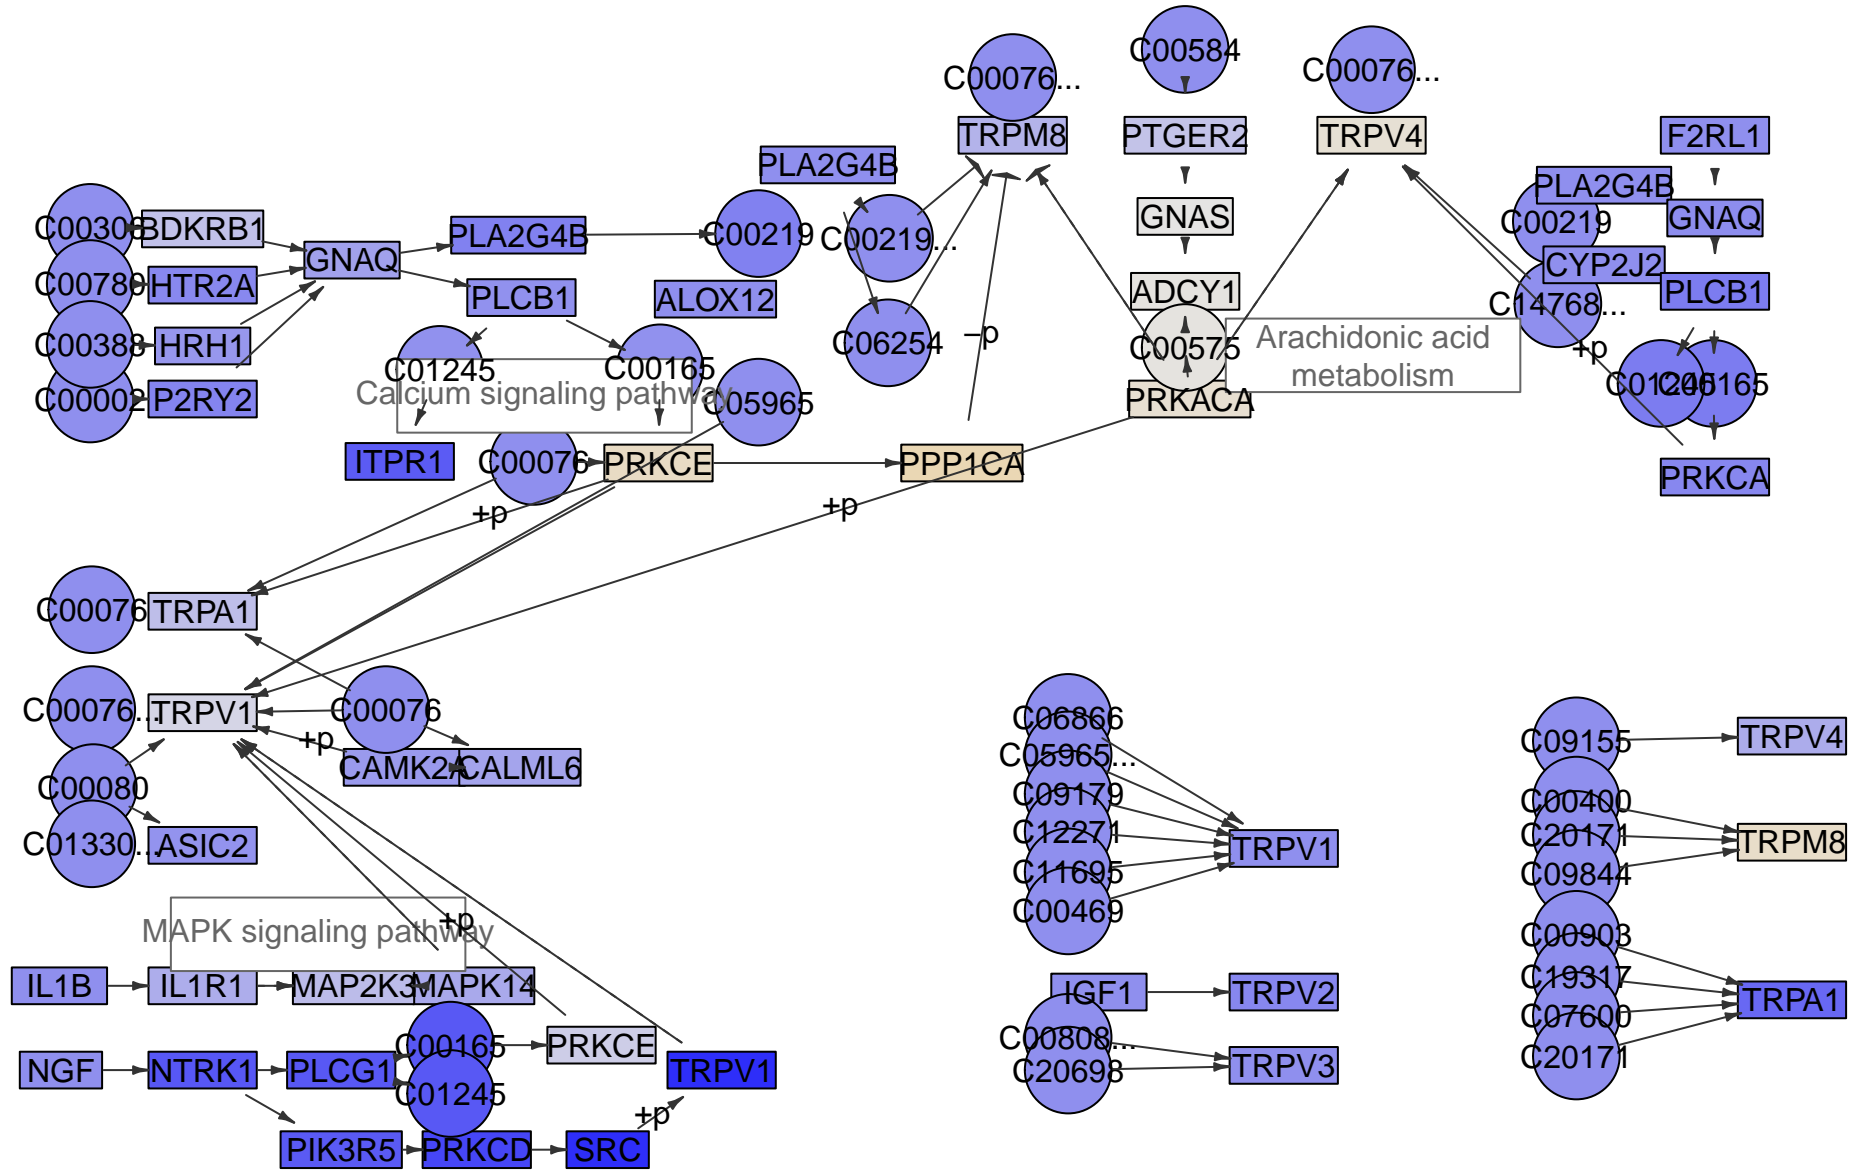 C00584
C00076...
C00076...
TRPM8
PTGER2
TRPV4
F2RL1
PLA2G4B
PLA2G4B
C00308
BDKRB1
PLA2G4B
C00219
C00219...
GNAS
C00219
GNAQ
GNAQ
CYP2J2
C00780
HTR2A
PLCB1
ALOX12
ADCY1
C14768...
PLCB1
C00388
HRH1
C01245
C00165
C06254
–p
C00575
Arachidonic acid
metabolism
+p
Calcium signaling pathway
C00002
P2RY2
C05965
PRKACA
C01245
C00165
ITPR1
C00076
PRKCE
PPP1CA
PRKCA
+p
+p
C00076
TRPA1
C00076...
TRPV1
C00076
C06866
+p
CAMK2A
CALML6
C05965...
C09155
TRPV4
C00080
C09179
C00400
C01330...
ASIC2
C12271
TRPV1
C20171
TRPM8
C11695
C09844
C00469
MAPK signaling pathway
+p
C00903
IL1B
IL1R1
MAP2K3
MAPK14
IGF1
TRPV2
C19317
TRPA1
C07600
C00165
PRKCE
C00808...
C20171
NGF
NTRK1
PLCG1
TRPV1
C20698
TRPV3
C01245
+p
PIK3R5
PRKCD
SRC